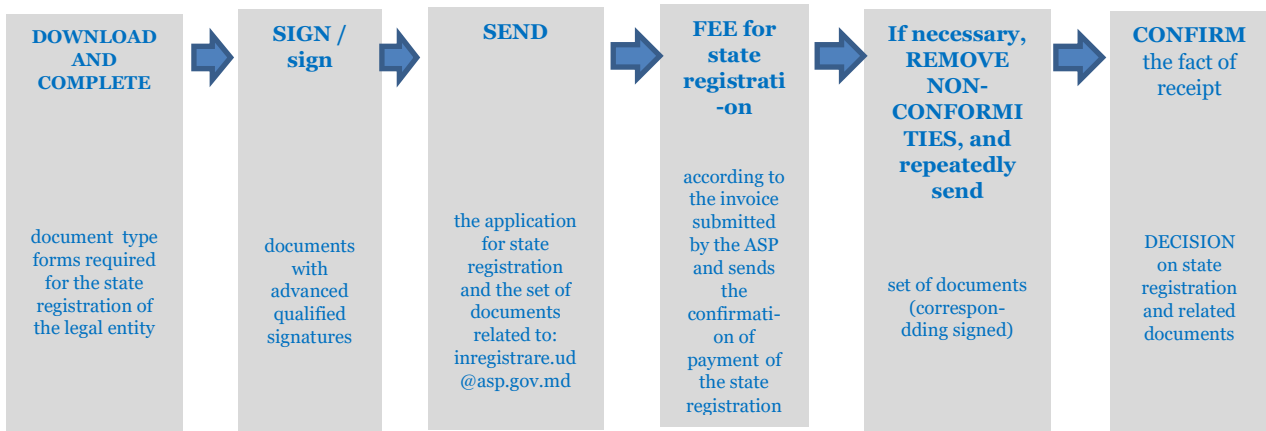 DOWNLOAD
AND
COMPLETE
document type
forms required
for the state
registration of
the legal entity
SIGN /
sign
documents
with
advanced
qualified
signatures
SEND
the application
for state
registration
and the set of
documents
related to:
inregistrare.ud
@asp.gov.md
FEE for
state
registrati
-on
according to
the invoice
submitted
by the ASP
and sends
the
confirmati-
on of
payment of
the state
registration
If necessary,
REMOVE
NON-
CONFORMI
TIES, and
repeatedly
send
set of documents
(correspon-
dding signed)
CONFIRM
the fact of
receipt
DECISION
on state
registration
and related
documents